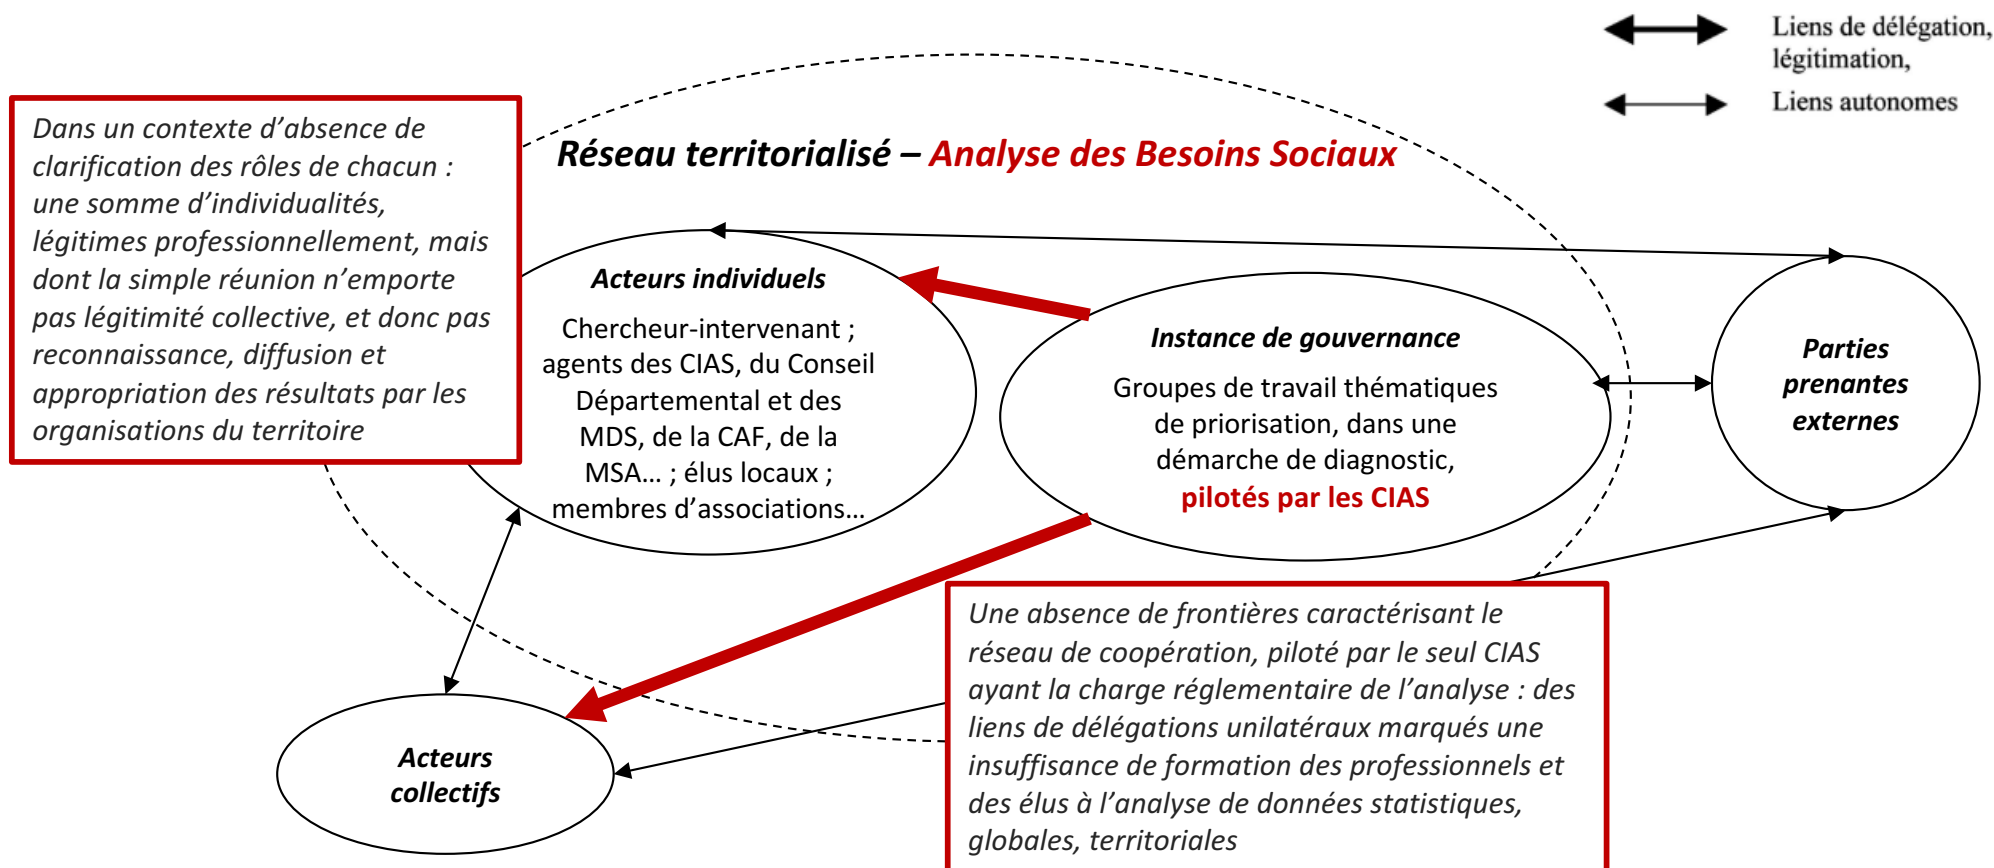 Liens de délégation,
légitimation,
Liens autonomes
Réseau territorialisé – Analyse des Besoins Sociaux
Dans un contexte d’absence de
clarification des rôles de chacun :
une somme d’individualités,
légitimes professionnellement, mais
dont la simple réunion n’emporte
pas légitimité collective, et donc pas
reconnaissance, diffusion et
appropriation des résultats par les
organisations du territoire
Acteurs individuels
Chercheur-intervenant ;
agents des CIAS, du Conseil
Départemental et des
MDS, de la CAF, de la
MSA… ; élus locaux ;
membres d’associations…
Instance de gouvernance
Groupes de travail thématiques
de priorisation, dans une
démarche de diagnostic,
pilotés par les CIAS
Parties
prenantes
externes
Acteurs
collectifs
Une absence de frontières caractérisant le
réseau de coopération, piloté par le seul CIAS
ayant la charge réglementaire de l’analyse : des
liens de délégations unilatéraux marqués une
insuffisance de formation des professionnels et
des élus à l’analyse de données statistiques,
globales, territoriales